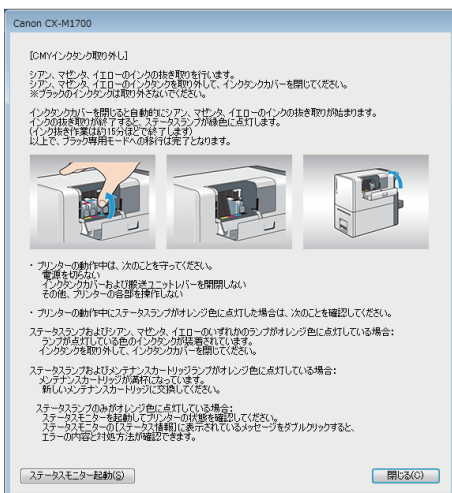 Canon CX-M1700
[CMYインクタンク取り外し]
シアン、マゼンタ、イエローのインクの抜き取りを行います。
シアン、マゼンタ、イエローのインクタンクを取り外して、インクタンクカバーを閉じてください。
※ブラックのインクタンクは取り外さないでください。
インクタンクカバーを閉じると自動的にシアン、マゼンタ、イエローのインクの抜き取りが始まります。
インクの抜き取りが終了すると、ステータスランプが緑色に点灯します。
(インク抜き作業は約15分ほどで終了します)
以上で、ブラック専用モードへの移行は完了となります。
・ プリンターの動作中は、次のことを守ってください。
電源を切らない
インクタンクカバーおよび搬送ユニットレバーを開閉しない
その他、プリンターの各部を操作しない
・ プリンターの動作中にステータスランプがオレンジ色に点灯した場合は、次のことを確認してください。
ステータスランプおよびシアン、マゼンタ、イエローのいずれかのランプがオレンジ色に点灯している場合:
ランプが点灯している色のインクタンクが装着されています。
インクタンクを取り外して、インクタンクカバーを閉じてください。
ステータスランプおよびメンテナンスカートリッジランプがオレンジ色に点灯している場合:
メンテナンスカートリッジが満杯になっています。
新しいメンテナンスカートリッジに交換してください。
ステータスランプのみがオレンジ色に点灯している場合:
ステータスモニターを起動してプリンターの状態を確認してください。
ステータスモニターの[ステータス情報]に表示されているメッセージをダブルクリックすると、
エラーの内容と対処方法が確認できます。
ステータスモニター起動(S)
閉じる(C)